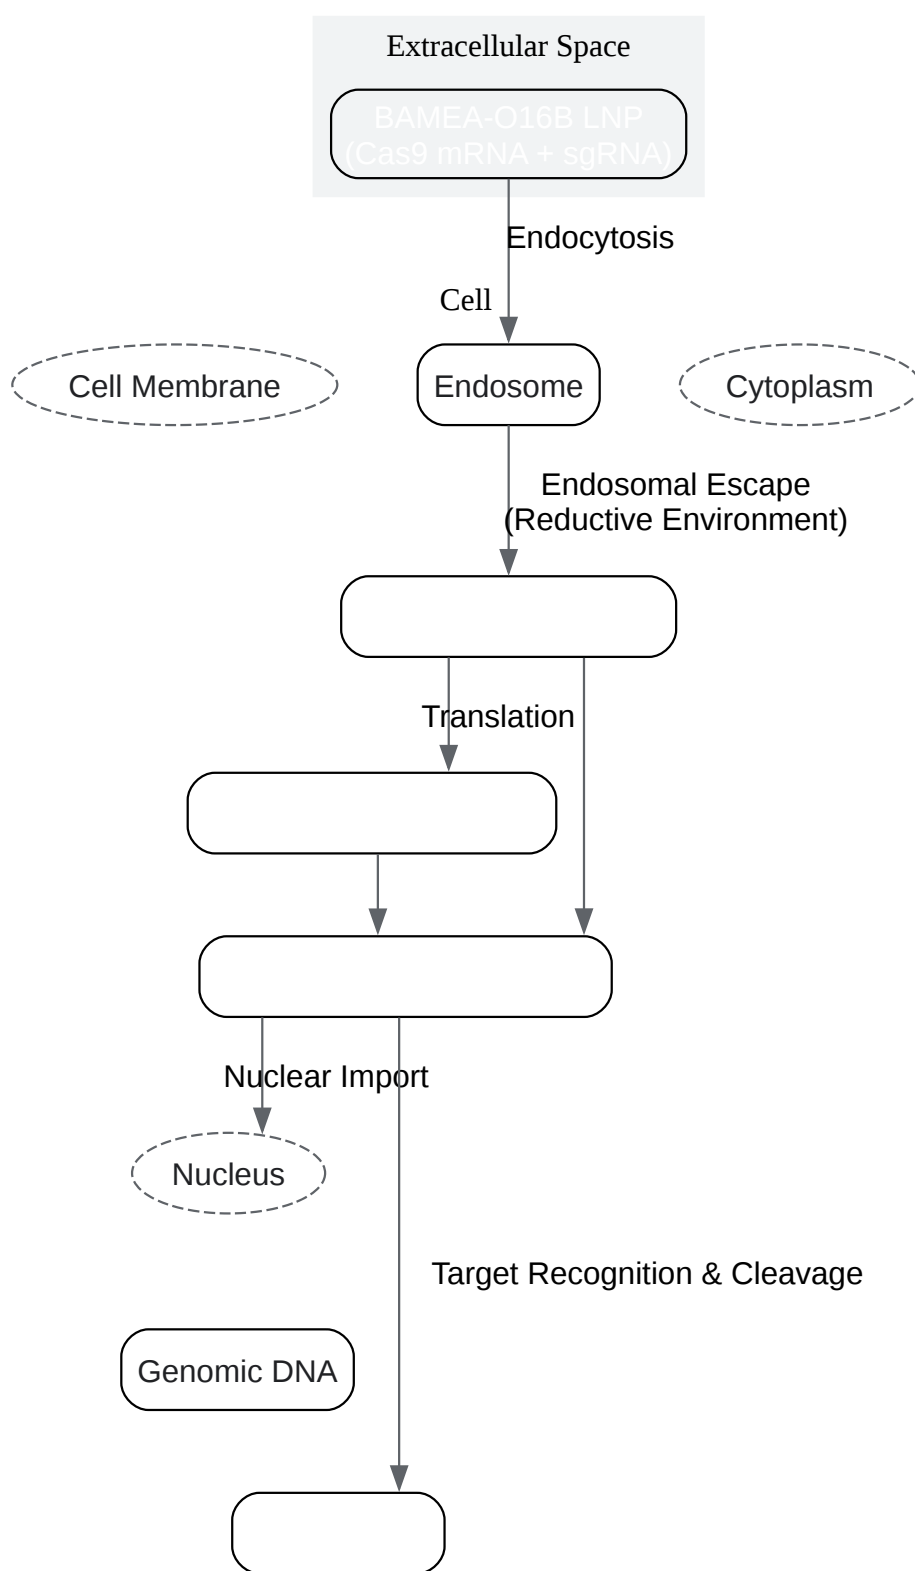 Extracellular Space
BAMEA-O16B LNP
(Cas9 mRNA + sgRNA)
Endocytosis
Cell
Cell Membrane
Endosome
Cytoplasm
Endosomal Escape
(Reductive Environment)
Translation
Nuclear Import
Nucleus
Target Recognition & Cleavage
Genomic DNA